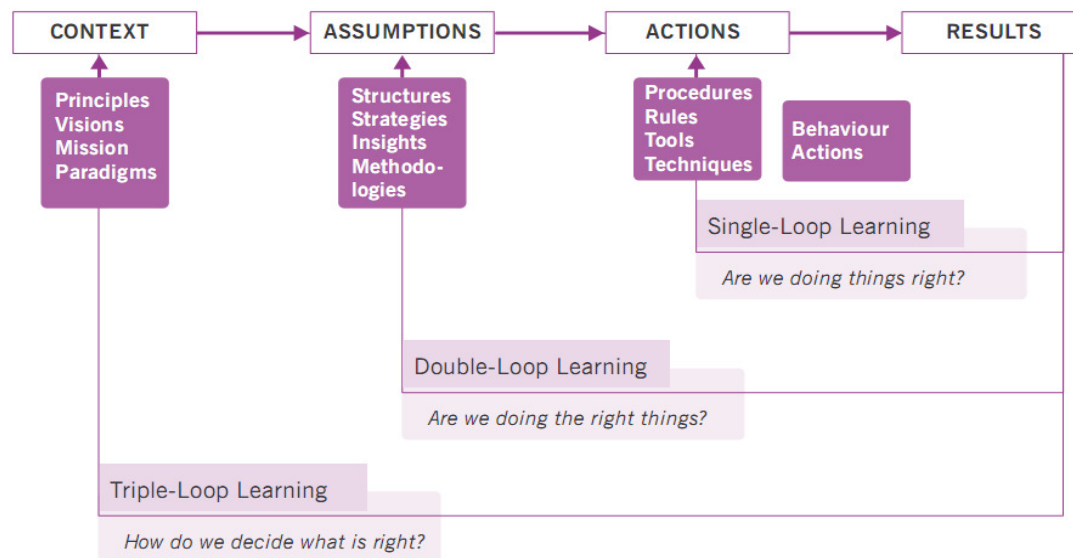 CONTEXT
ASSUMPTIONS
ACTIONS
RESULTS
Principles
Visions
Mission
Paradigms
Structures
Strategies
Insights
Methodo-
logies
Procedures
Rules
Tools
Techniques
Behaviour
Actions
Single-Loop Learning
Are we doing things right?
Double-Loop Learning
Are we doing the right things?
Triple-Loop Learning
How do we decide what is right?